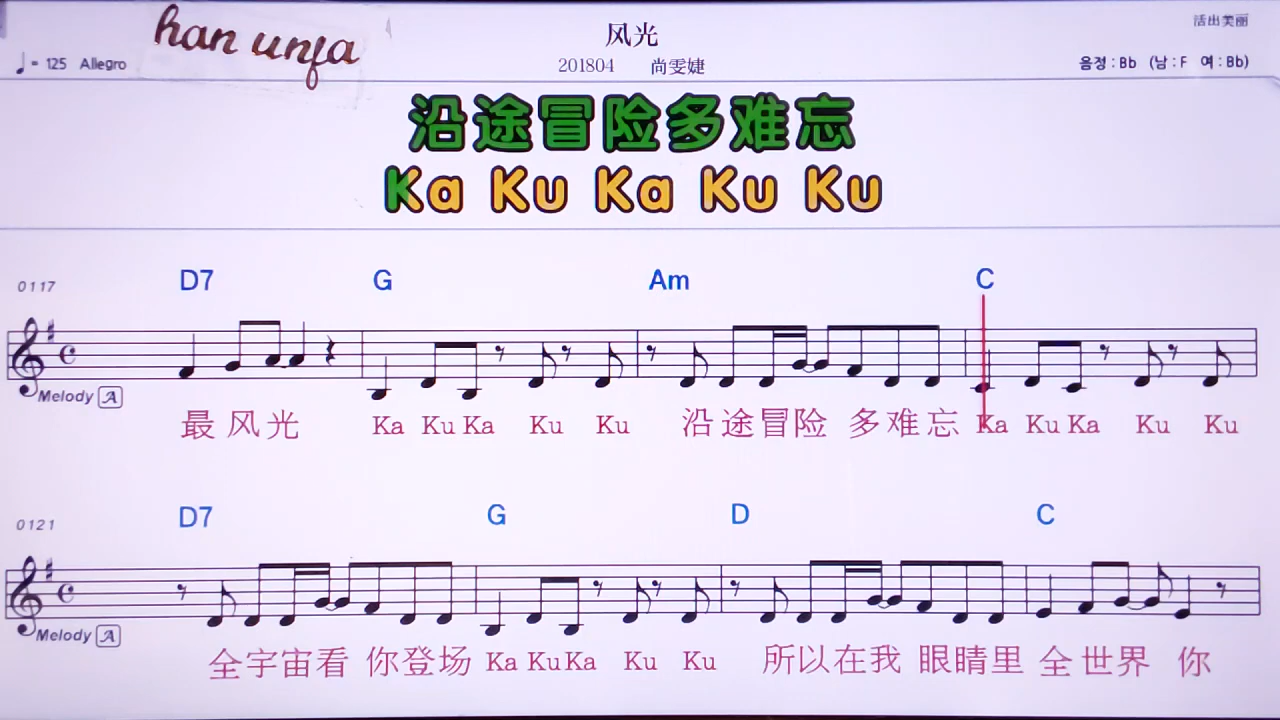 han unfa
风光
活出美丽
♩= 125 Allegro
201804 尚雯婕
음정 : Bb (남 : F 여 : Bb)
沿途冒险多难忘
Ka Ku Ka Ku Ku
0117 D7 G Am C
Melody A
最风光 Ka Ku Ka Ku Ku 沿途冒险 多难忘 Ka Ku Ka Ku Ku
0121 D7 G D C
Melody A
全宇宙看 你登场 Ka Ku Ka Ku Ku 所以在我 眼睛里 全世界 你